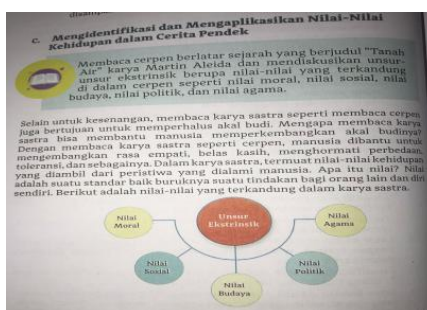 C. Mengidentifikasi dan Mengaplikasikan Nilai-Nilai
Kehidupan dalam Cerita Pendek
Membaca cerpen berlatar sejarah yang berjudul "Tanah
Air" karya Martin Aleida dan mendiskusikan unsur-
unsur ekstrinsik berupa nilai-nilai yang terkandung
di dalam cerpen seperti nilai moral, nilai sosial, nilai
budaya, nilai politik, dan nilai agama.
Selain untuk kesenangan, membaca karya sastra seperti membaca cerpen
juga bertujuan untuk memperhalus akal budi. Mengapa membaca karya
sastra bisa membantu manusia memperkembangkan akal budinya?
Dengan membaca karya sastra seperti cerpen, manusia dibantu untuk
mengembangkan rasa empati, belas kasih, menghormati perbedaan,
toleransi, dan sebagainya. Dalam karya sastra, termuat nilai-nilai kehidupan
yang diambil dari peristiwa yang dialami manusia. Apa itu nilai? Nilai
adalah suatu standar baik buruknya suatu tindakan bagi orang lain dan diri
sendiri. Berikut adalah nilai-nilai yang terkandung dalam karya sastra.
Unsur
Ekstrinsik
Nilai
Moral
Nilai
Sosial
Nilai
Budaya
Nilai
Politik
Nilai
Agama